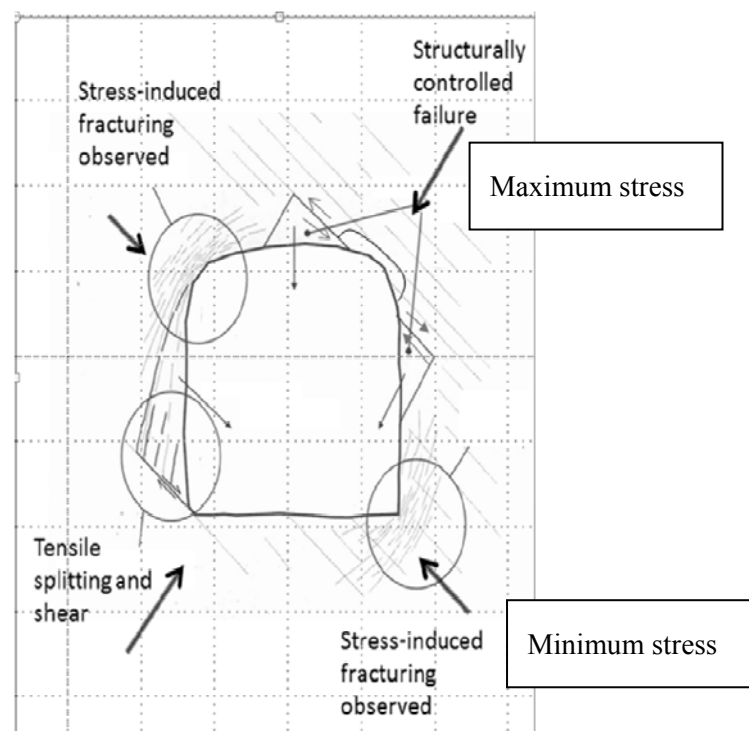 Structurally
controlled
failure
Stress-induced
fracturing
observed
Maximum stress
Tensile
splitting and
shear
Stress-induced
fracturing
observed
Minimum stress